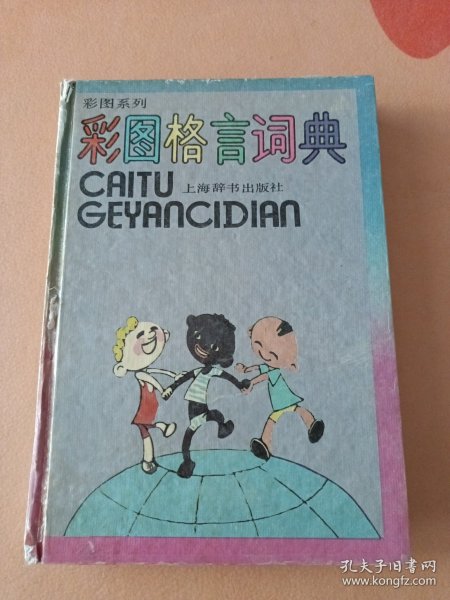 彩图系列
彩图格言词典
CAITU 上海辞书出版社
GEYANCIDIAN
孔夫子旧书网
www.kongfz.com